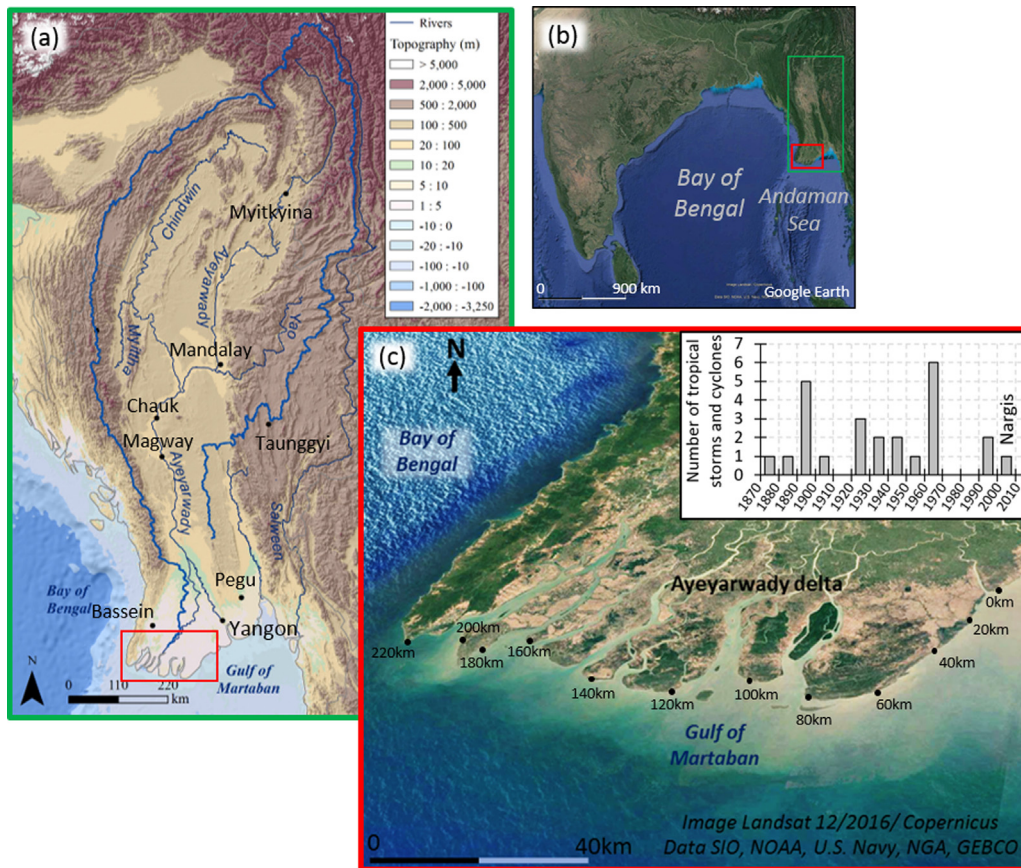 (a)
Rivers
Topography (m)
> 5,000
2,000 : 5,000
500 : 2,000
100 : 500
20 : 100
10 : 20
5 : 10
1 : 5
-10 : 0
-20 : -10
-100 : -10
-1,000 : -100
-2,000 : -3,250
Chindwin
Myitkyina
Ayeyarwady
Myittha
Yao
Mandalay
Chauk
Magway
Taunggyi
Ayeyarwady
Salween
Pegu
Bay of
Bengal
Bassein
Yangon
N
Gulf of
Martaban
0 110 220
km
(b)
Bay of
Bengal
Andaman
Sea
0 900 km
Google Earth
(c)
N
Bay of
Bengal
Number of tropical
storms and cyclones
7
6
5
4
3
2
1
0
Nargis
1870
1880
1890
1900
1910
1920
1930
1940
1950
1960
1970
1980
1990
2000
2010
Ayeyarwady delta
0km
20km
40km
60km
80km
100km
120km
140km
160km
180km
200km
220km
Gulf of
Martaban
0 40km
Image Landsat 12/2016/ Copernicus
Data SIO, NOAA, U.S. Navy, NGA, GEBCO